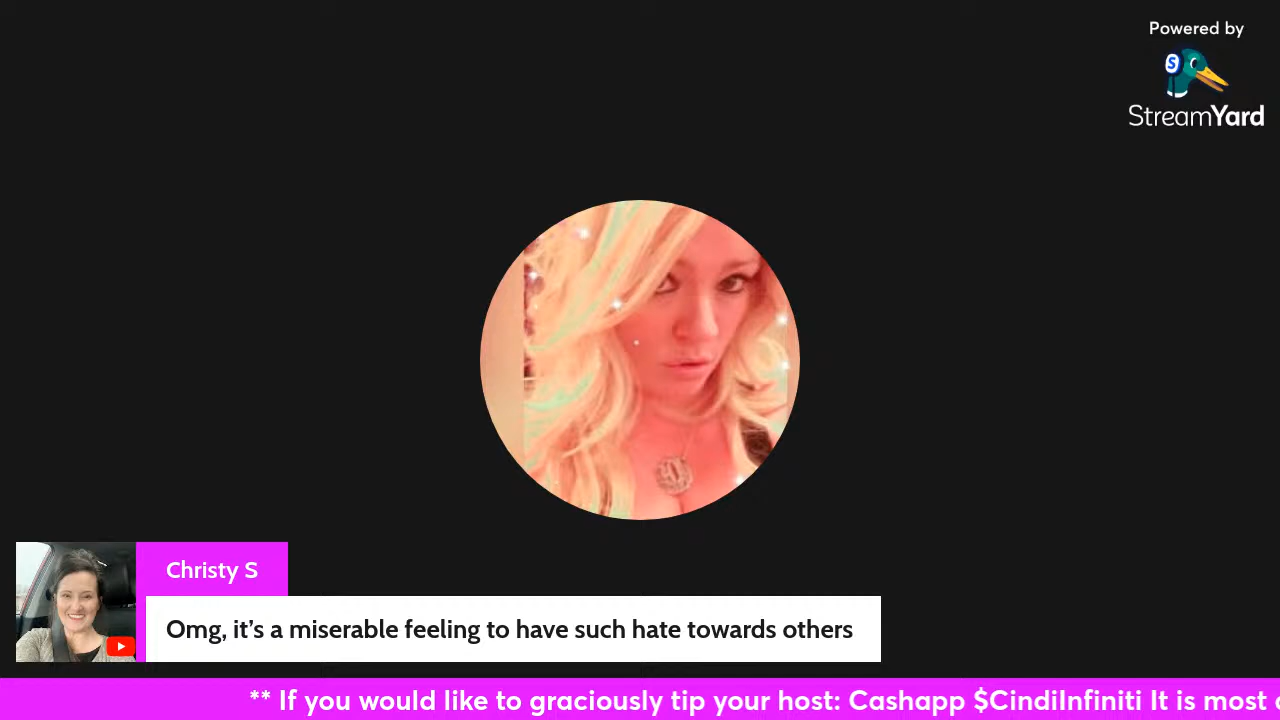 Powered by
S
StreamYard
Christy S
Omg, it's a miserable feeling to have such hate towards others
** If you would like to graciously tip your host: Cashapp $CindiInfiniti It is most